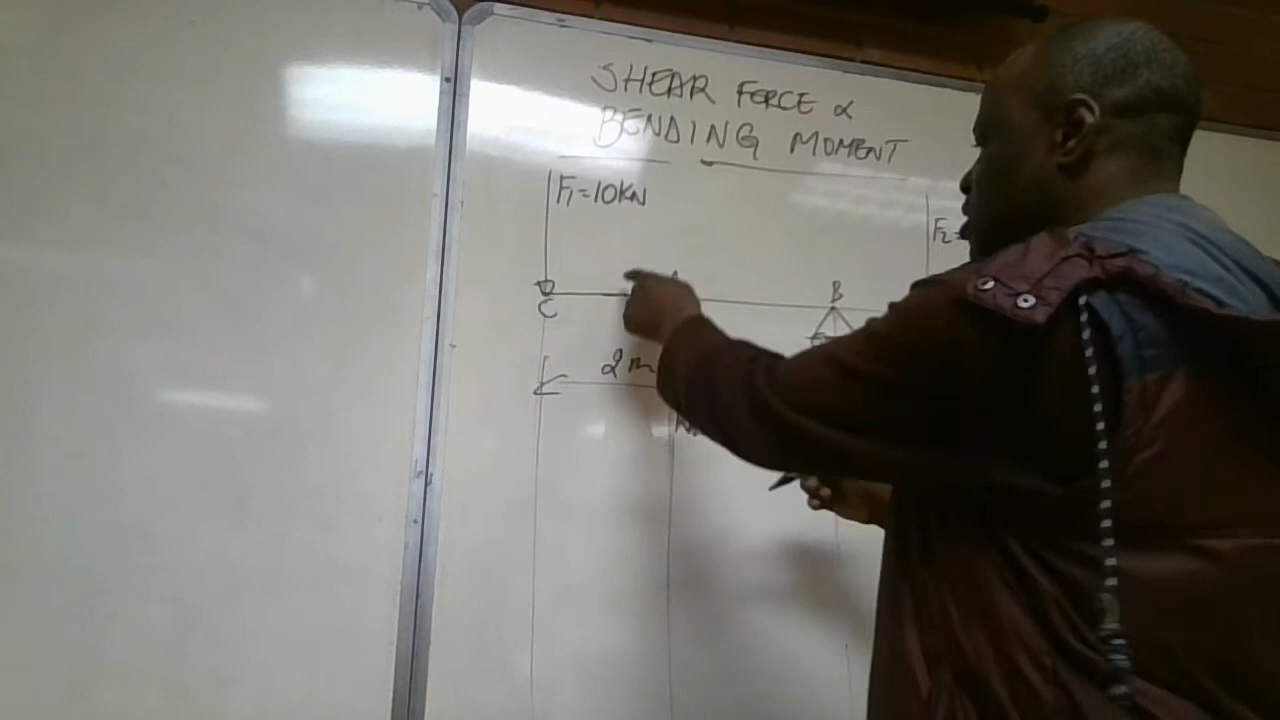 SHEAR FORCE &
BENDING MOMENT
F1=10KN
F2=
B
C
2m